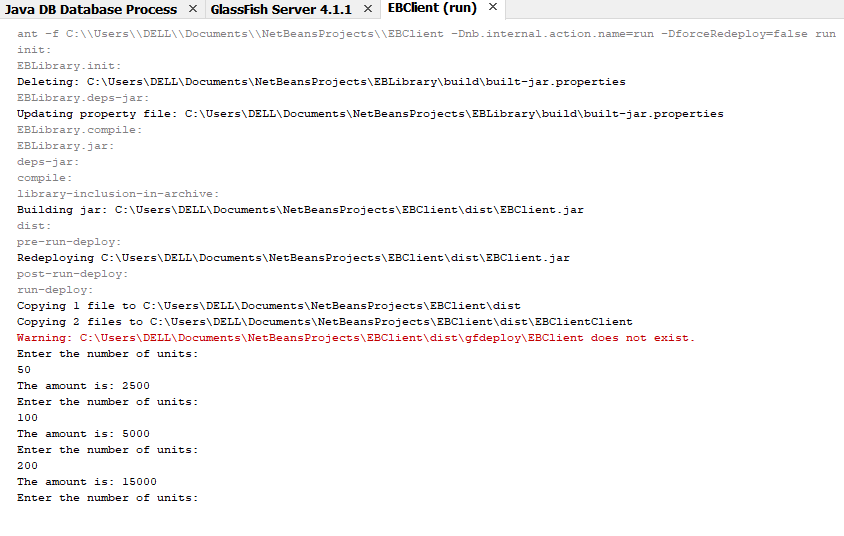 Java DB Database Process × GlassFish Server 4.1.1 × EBClient (run) ×
ant -f C:\\Users\\DELL\\Documents\\NetBeansProjects\\EBClient -Dnb.internal.action.name=run -DforceRedeploy=false run
init:
EBLibrary.init:
Deleting: C:\Users\DELL\Documents\NetBeansProjects\EBLibrary\build\built-jar.properties
EBLibrary.deps-jar:
Updating property file: C:\Users\DELL\Documents\NetBeansProjects\EBLibrary\build\built-jar.properties
EBLibrary.compile:
EBLibrary.jar:
deps-jar:
compile:
library-inclusion-in-archive:
Building jar: C:\Users\DELL\Documents\NetBeansProjects\EBClient\dist\EBClient.jar
dist:
pre-run-deploy:
Redeploying C:\Users\DELL\Documents\NetBeansProjects\EBClient\dist\EBClient.jar
post-run-deploy:
run-deploy:
Copying 1 file to C:\Users\DELL\Documents\NetBeansProjects\EBClient\dist
Copying 2 files to C:\Users\DELL\Documents\NetBeansProjects\EBClient\dist\EBClientClient
Warning: C:\Users\DELL\Documents\NetBeansProjects\EBClient\dist\gfdeploy\EBClient does not exist.
Enter the number of units:
50
The amount is: 2500
Enter the number of units:
100
The amount is: 5000
Enter the number of units:
200
The amount is: 15000
Enter the number of units: